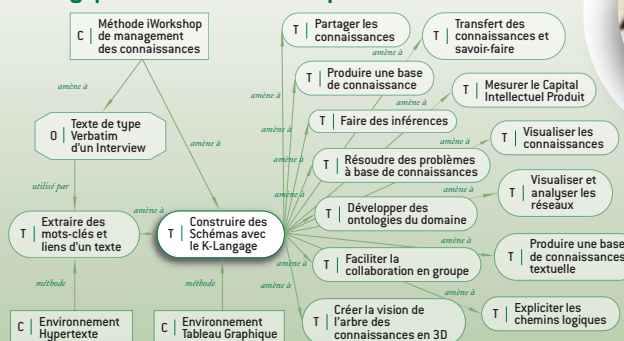 C | Méthode iWorkshop
de management
des connaissances
amène à
amène à
O | Texte de type
Verbatim
d'un Interview
utilisé par
T | Extraire des
mots-clés et
liens d'un texte
amène à
T | Construire des
Schémas avec
le K-Langage
méthode
méthode
C | Environnement
Hypertexte
C | Environnement
Tableau Graphique
T | Partager les
connaissances
amène à
T | Transfert des
connaissances et
savoir-faire
amène à
T | Produire une base
de connaissance
amène à
T | Mesurer le Capital
Intellectuel Produit
amène à
T | Faire des inférences
amène à
T | Visualiser les
connaissances
amène à
T | Résoudre des problèmes
à base de connaissances
amène à
T | Visualiser et
analyser les
réseaux
amène à
T | Développer des
ontologies du domaine
amène à
T | Produire une base
de connaissances
textuelle
amène à
T | Faciliter la
collaboration en groupe
amène à
T | Expliciter les
chemins logiques
amène à
T | Créer la vision de
l'arbre des
connaissances en 3D